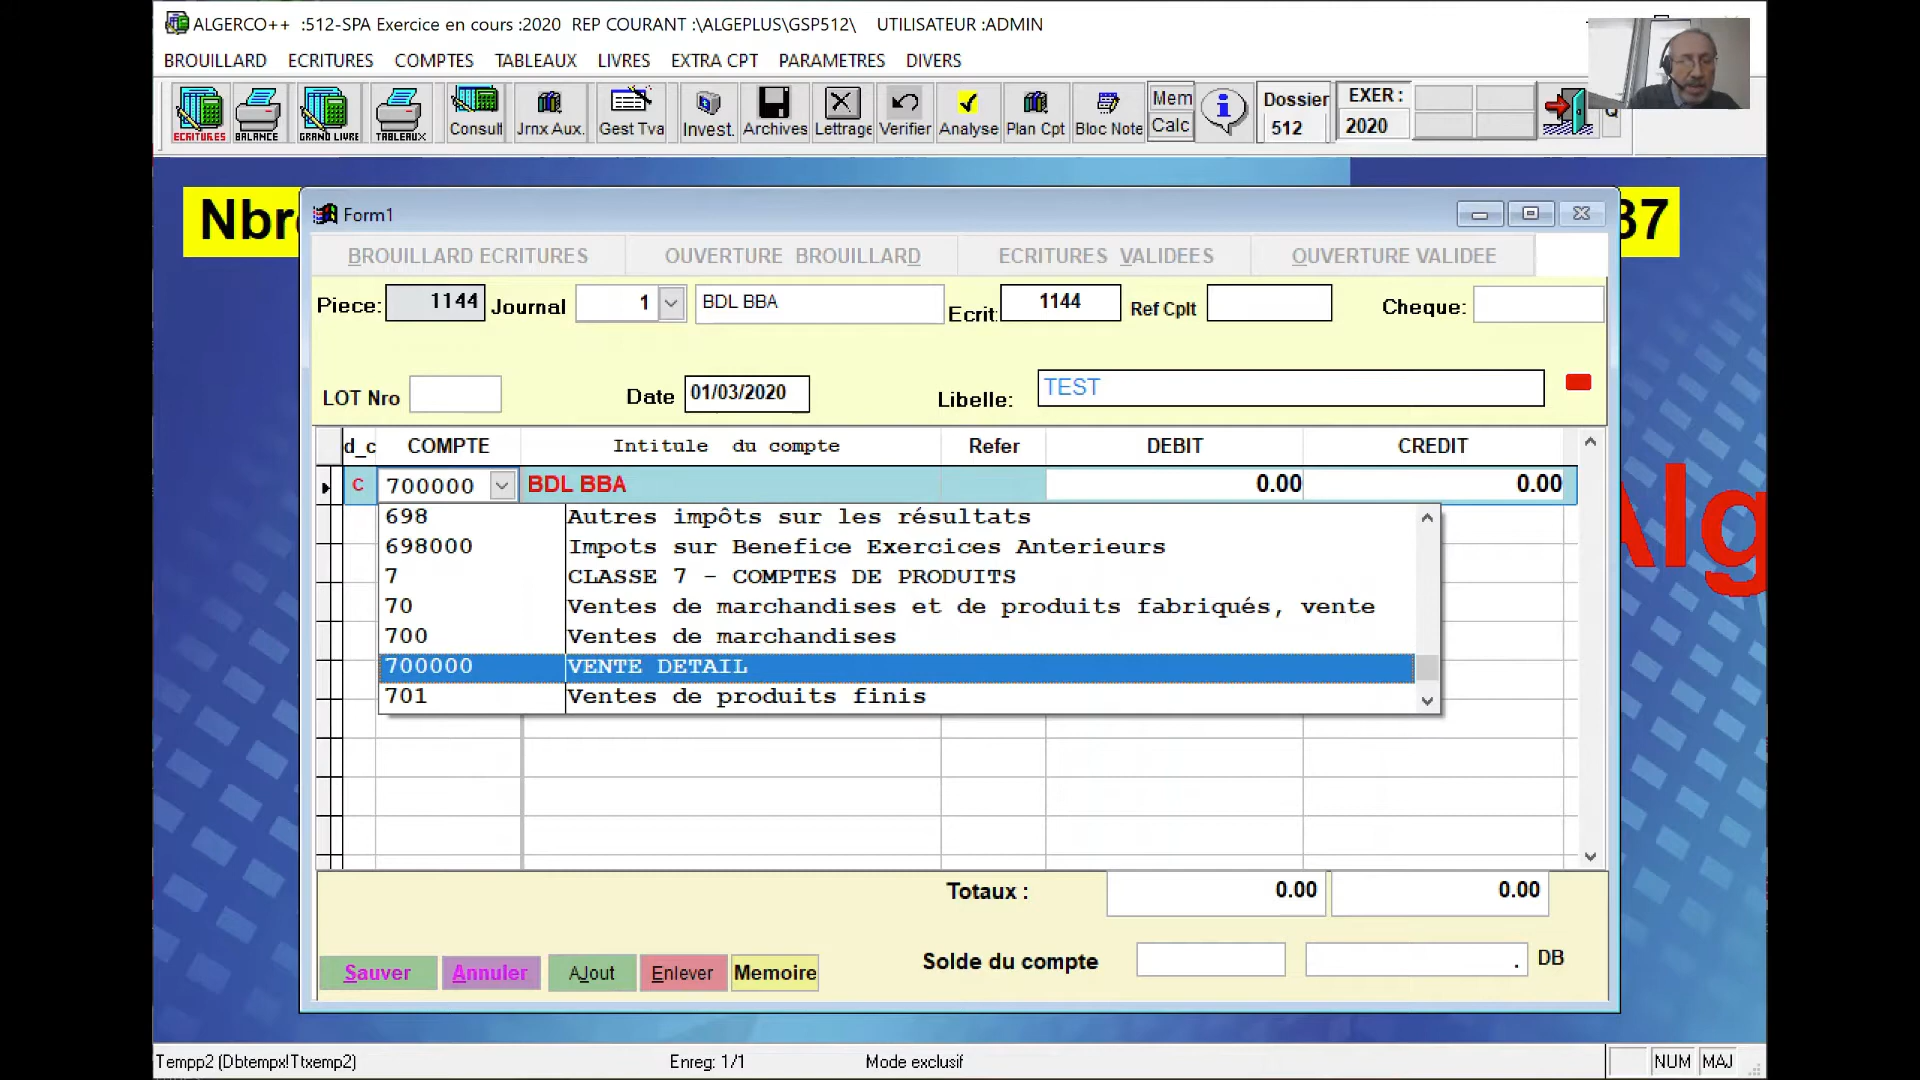 ALGERCO++ :512-SPA Exercice en cours :2020 REP COURANT :\ALGEPLUS\GSP512\ UTILISATEUR :ADMIN
BROUILLARD ECRITURES COMPTES TABLEAUX LIVRES EXTRA CPT PARAMETRES DIVERS
ECRITURES BALANCE GRAND LIVRE TABLEAUX Consult Jrnx Aux. Gest Tva Invest. Archives Lettrage Verifier Analyse Plan Cpt Bloc Note Mem Calc Dossier 512 EXER : 2020 Q
Nbr 37
Form1
BROUILLARD ECRITURES OUVERTURE BROUILLARD ECRITURES VALIDEES OUVERTURE VALIDEE
Piece: 1144 Journal 1 BDL BBA Ecrit: 1144 Ref Cplt Cheque:
LOT Nro Date 01/03/2020 Libelle: TEST
d_c COMPTE Intitule du compte Refer DEBIT CREDIT
C 700000 BDL BBA 0.00 0.00
698 Autres impôts sur les résultats
698000 Impots sur Benefice Exercices Anterieurs
7 CLASSE 7 - COMPTES DE PRODUITS
70 Ventes de marchandises et de produits fabriqués, vente
700 Ventes de marchandises
700000 VENTE DETAIL
701 Ventes de produits finis
Alg
Totaux : 0.00 0.00
Solde du compte . DB
Sauver Annuler AJout Enlever Memoire
Tempp2 (Dbtempx!Ttxemp2) Enreg: 1/1 Mode exclusif NUM MAJ